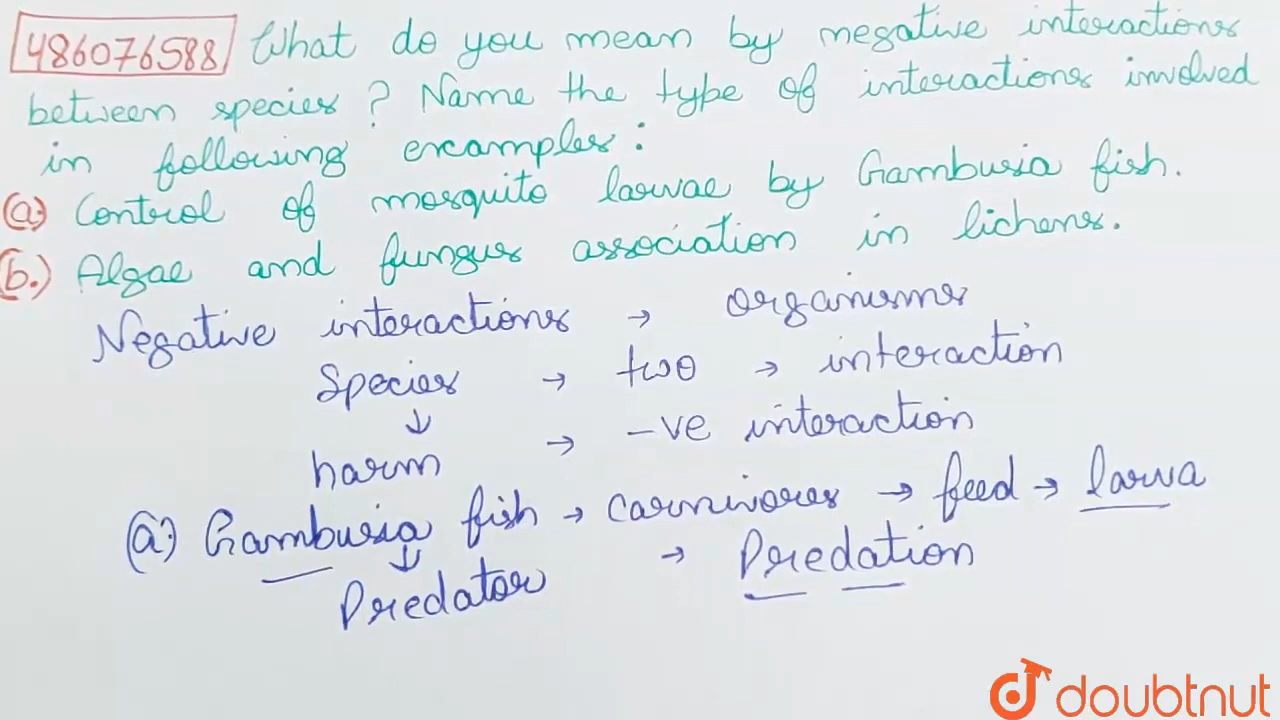 486076588 What do you mean by negative interactions
between species? Name the type of interactions involved
in following examples:
(a.) Control of mosquito larvae by Gambusia fish.
(b.) Algae and fungus association in lichens.
Negative interactions → organisms
Species → two → interaction
↓
harm → -ve interaction
(a.) Gambusia fish → carnivores → feed → larva
↓
Predator → Predation
doubtnut